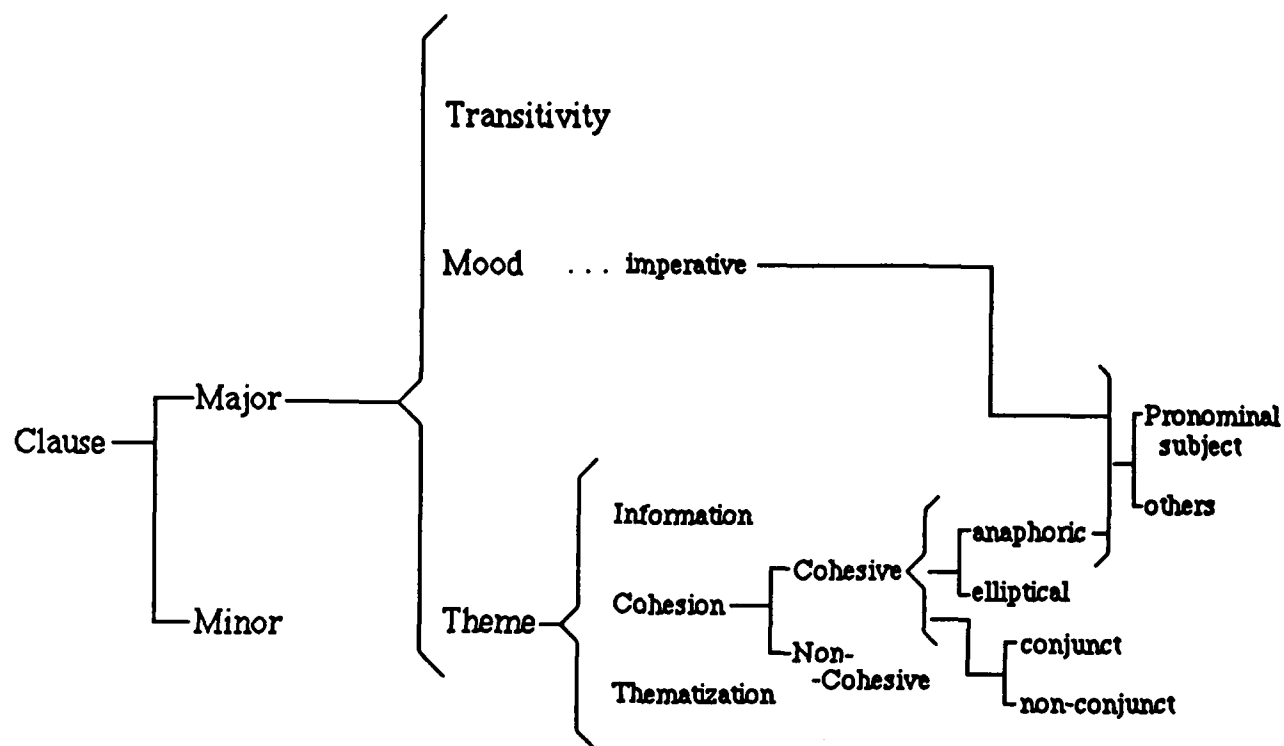 Transitivity
Mood ... imperative
Major
Clause
Pronominal
subject
others
Information
anaphoric
Cohesive
elliptical
Cohesion
Minor
Theme
Non-
-Cohesive
conjunct
Thematization
non-conjunct